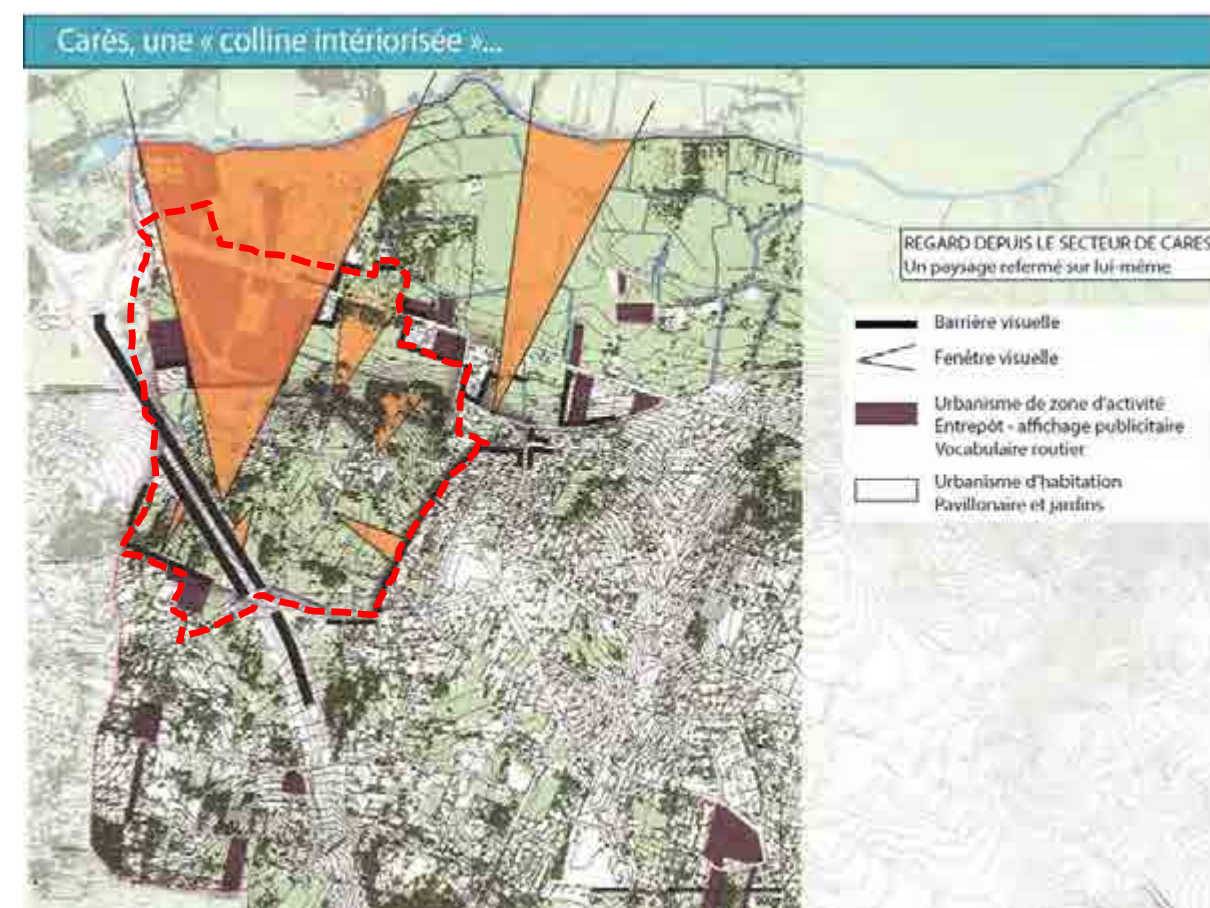 Carès, une « colline intériorisée »...
REGARD DEPUIS LE SECTEUR DE CARES
Un paysage refermé sur lui-même
Barrière visuelle
Fenêtre visuelle
Urbanisme de zone d'activité
Entrepôt - affichage publicitaire
Vocabulaire routier
Urbanisme d'habitation
Pavillonaire et jardins